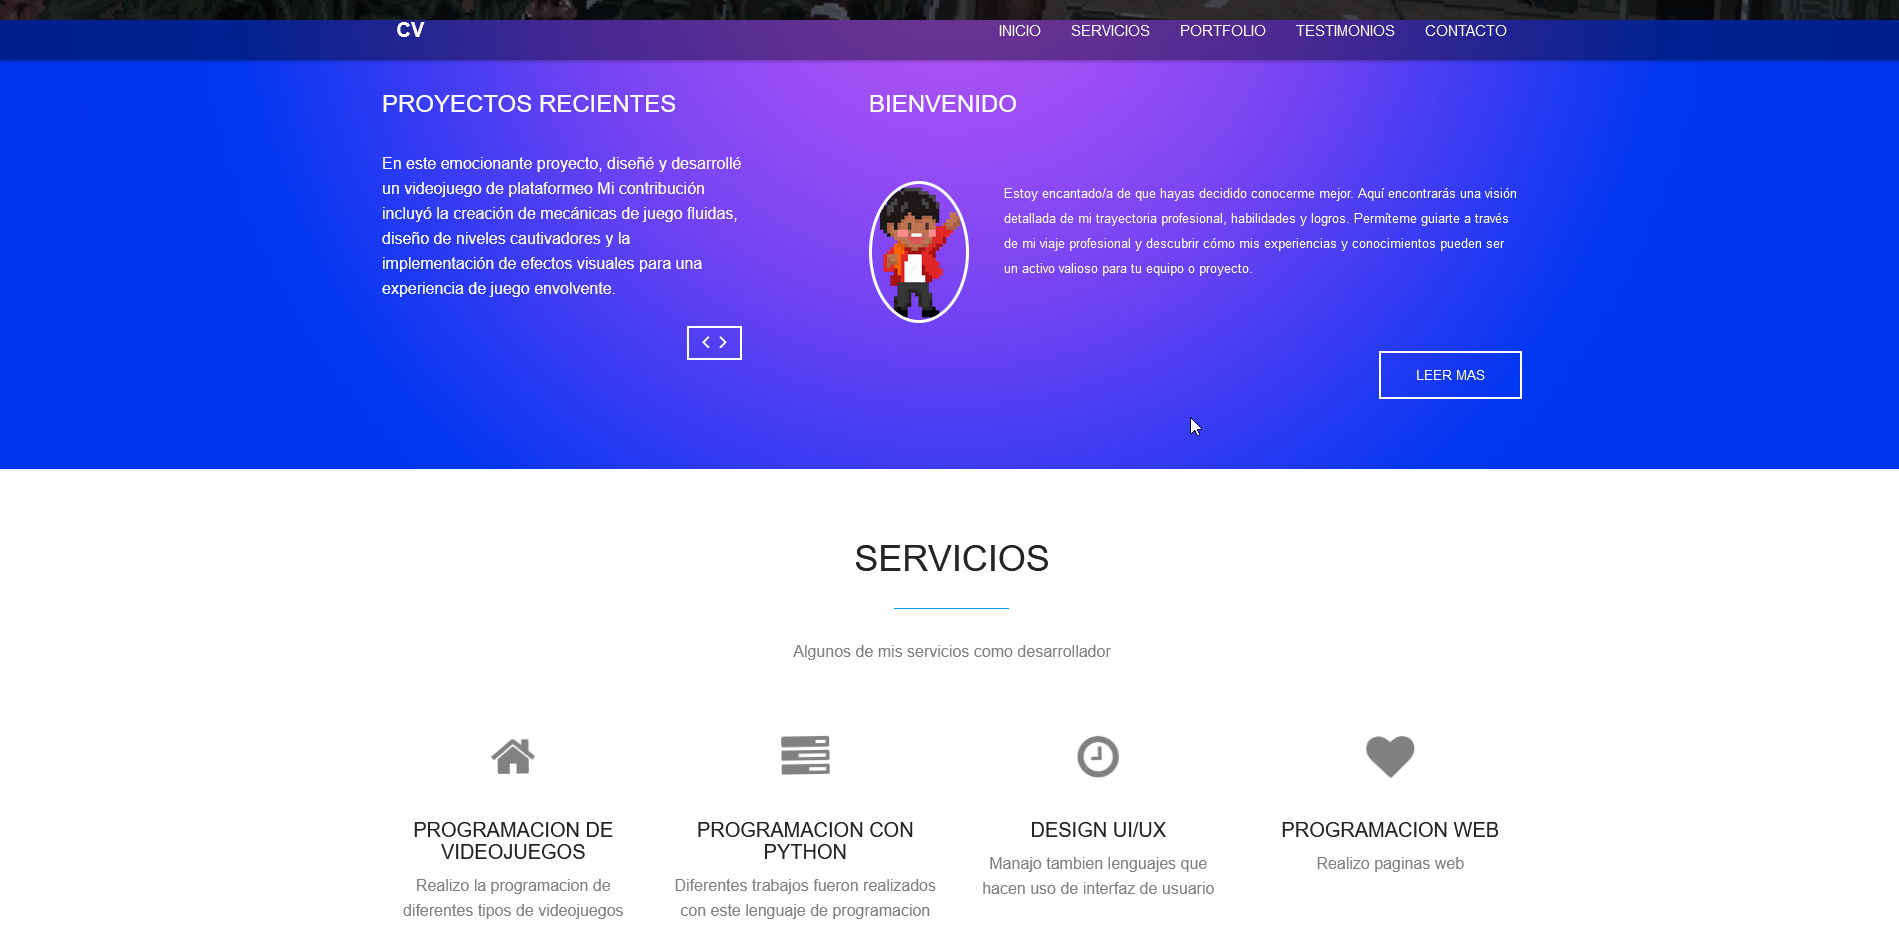 CV
INICIO SERVICIOS PORTFOLIO TESTIMONIOS CONTACTO
PROYECTOS RECIENTES
En este emocionante proyecto, diseñé y desarrollé
un videojuego de plataformeo Mi contribución
incluyó la creación de mecánicas de juego fluidas,
diseño de niveles cautivadores y la
implementación de efectos visuales para una
experiencia de juego envolvente.
BIENVENIDO
Estoy encantado/a de que hayas decidido conocerme mejor. Aquí encontrarás una visión
detallada de mi trayectoria profesional, habilidades y logros. Permíteme guiarte a través
de mi viaje profesional y descubrir cómo mis experiencias y conocimientos pueden ser
un activo valioso para tu equipo o proyecto.
LEER MAS
SERVICIOS
Algunos de mis servicios como desarrollador
PROGRAMACION DE
VIDEOJUEGOS
Realizo la programacion de
diferentes tipos de videojuegos
PROGRAMACION CON
PYTHON
Diferentes trabajos fueron realizados
con este lenguaje de programacion
DESIGN UI/UX
Manajo tambien lenguajes que
hacen uso de interfaz de usuario
PROGRAMACION WEB
Realizo paginas web